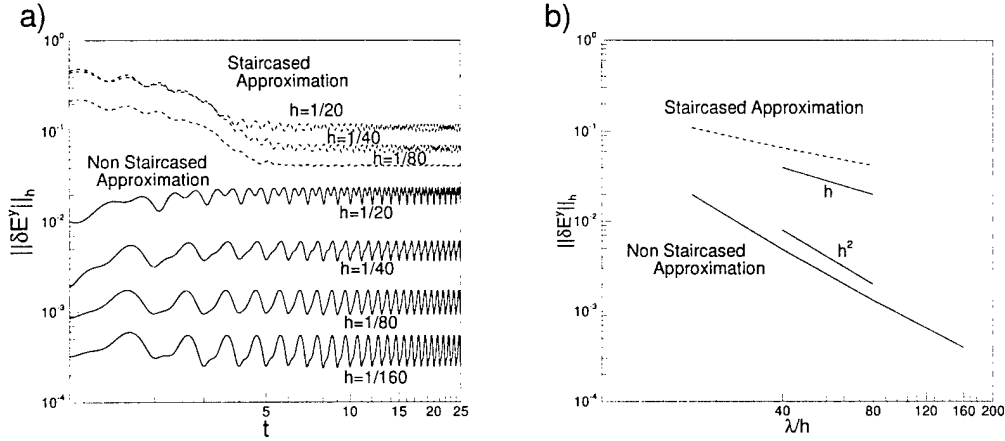 a)
10^0
10^-1
10^-2
10^-3
10^-4
||δE^y||_h
Staircased
Approximation
h=1/20
h=1/40
h=1/80
Non Staircased
Approximation
h=1/20
h=1/40
h=1/80
h=1/160
5 10 15 20 25
t
b)
10^0
10^-1
10^-2
10^-3
10^-4
||δE^y||_h
Staircased Approximation
h
h^2
Non Staircased
Approximation
40 80 120 160 200
λ/h